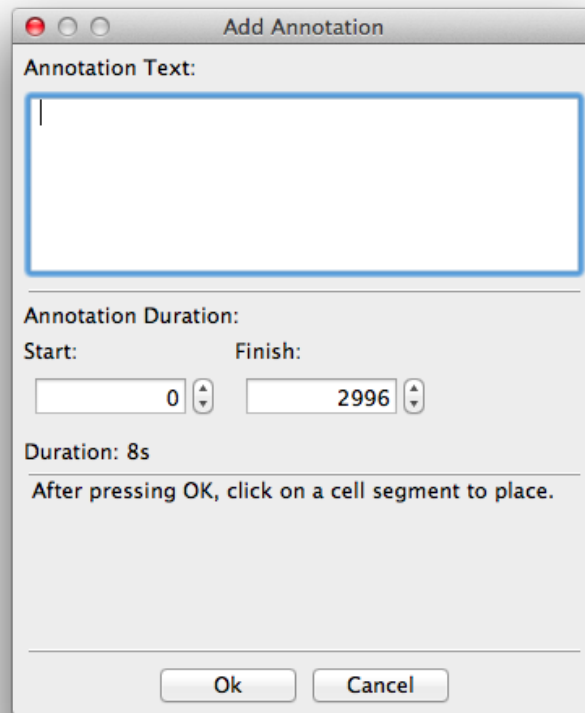 Add Annotation
Annotation Text:
Annotation Duration:
Start: Finish:
0 2996
Duration: 8s
After pressing OK, click on a cell segment to place.
Ok Cancel